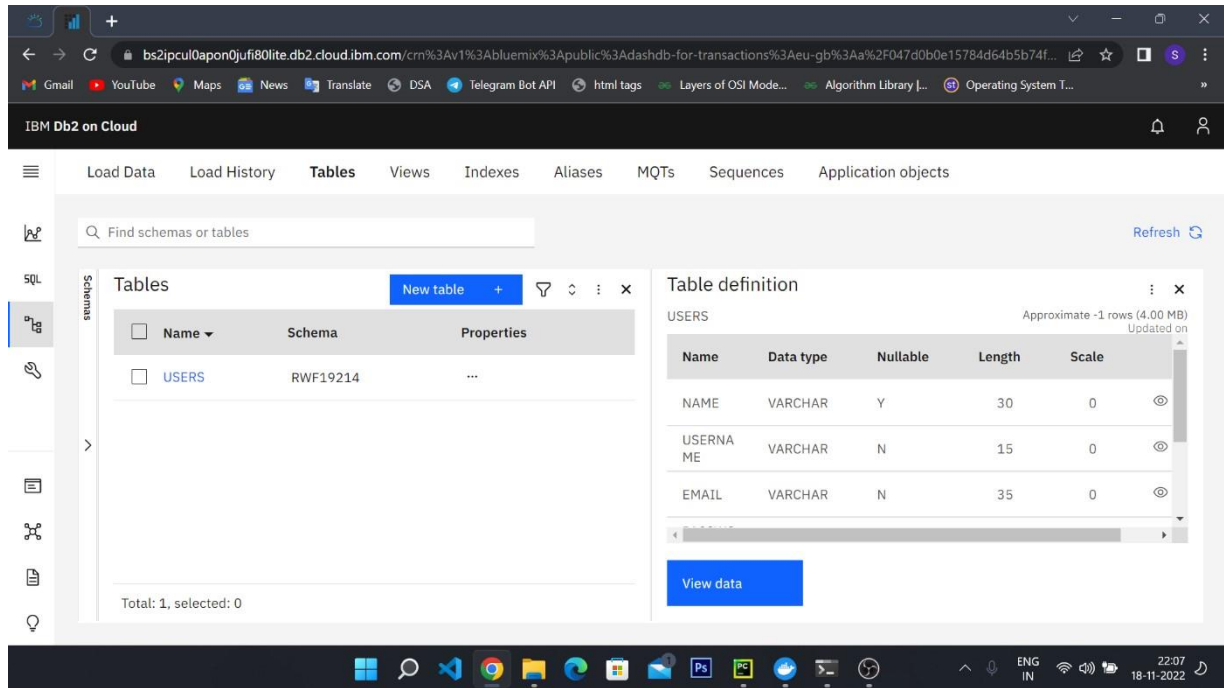 bs2ipcul0apon0jufi80lite.db2.cloud.ibm.com/crn%3Av1%3Abluemix%3Apublic%3Adashdb-for-transactions%3Aeu-gb%3Aa%2F047d0b0e15784d64b5b74f...
S
Gmail YouTube Maps News Translate DSA Telegram Bot API html tags Layers of OSI Mode... Algorithm Library |... Operating System T... »
IBM Db2 on Cloud
Load Data Load History Tables Views Indexes Aliases MQTs Sequences Application objects
Find schemas or tables Refresh
SQL
Schemas
Tables New table +
Name Schema Properties
USERS RWF19214 ...
Total: 1, selected: 0
Table definition
USERS Approximate -1 rows (4.00 MB)
Updated on
Name Data type Nullable Length Scale
NAME VARCHAR Y 30 0
USERNA
ME VARCHAR N 15 0
EMAIL VARCHAR N 35 0
View data
Ps PC
ENG
IN
22:07
18-11-2022